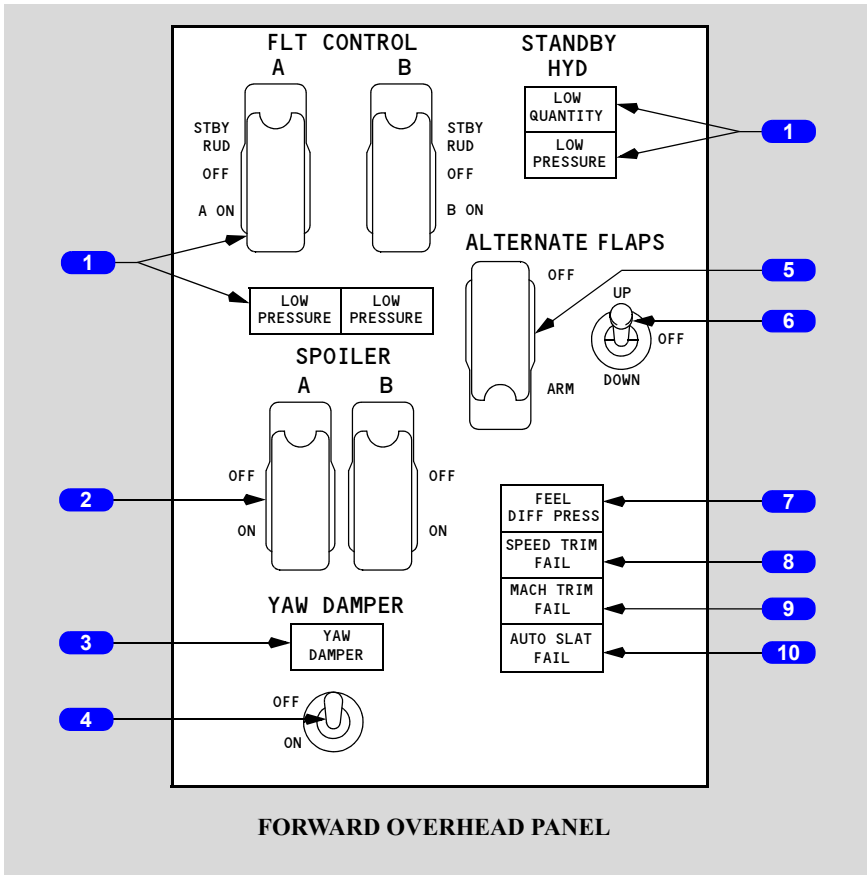 FLT CONTROL
A
B
STBY
RUD
OFF
A ON
STBY
RUD
OFF
B ON
STANDBY
HYD
LOW
QUANTITY
LOW
PRESSURE
1
1
LOW
PRESSURE
LOW
PRESSURE
ALTERNATE FLAPS
OFF
ARM
UP
OFF
DOWN
5
6
SPOILER
A
B
OFF
ON
OFF
ON
2
FEEL
DIFF PRESS
SPEED TRIM
FAIL
MACH TRIM
FAIL
AUTO SLAT
FAIL
7
8
9
10
YAW DAMPER
YAW
DAMPER
3
OFF
ON
4
FORWARD OVERHEAD PANEL